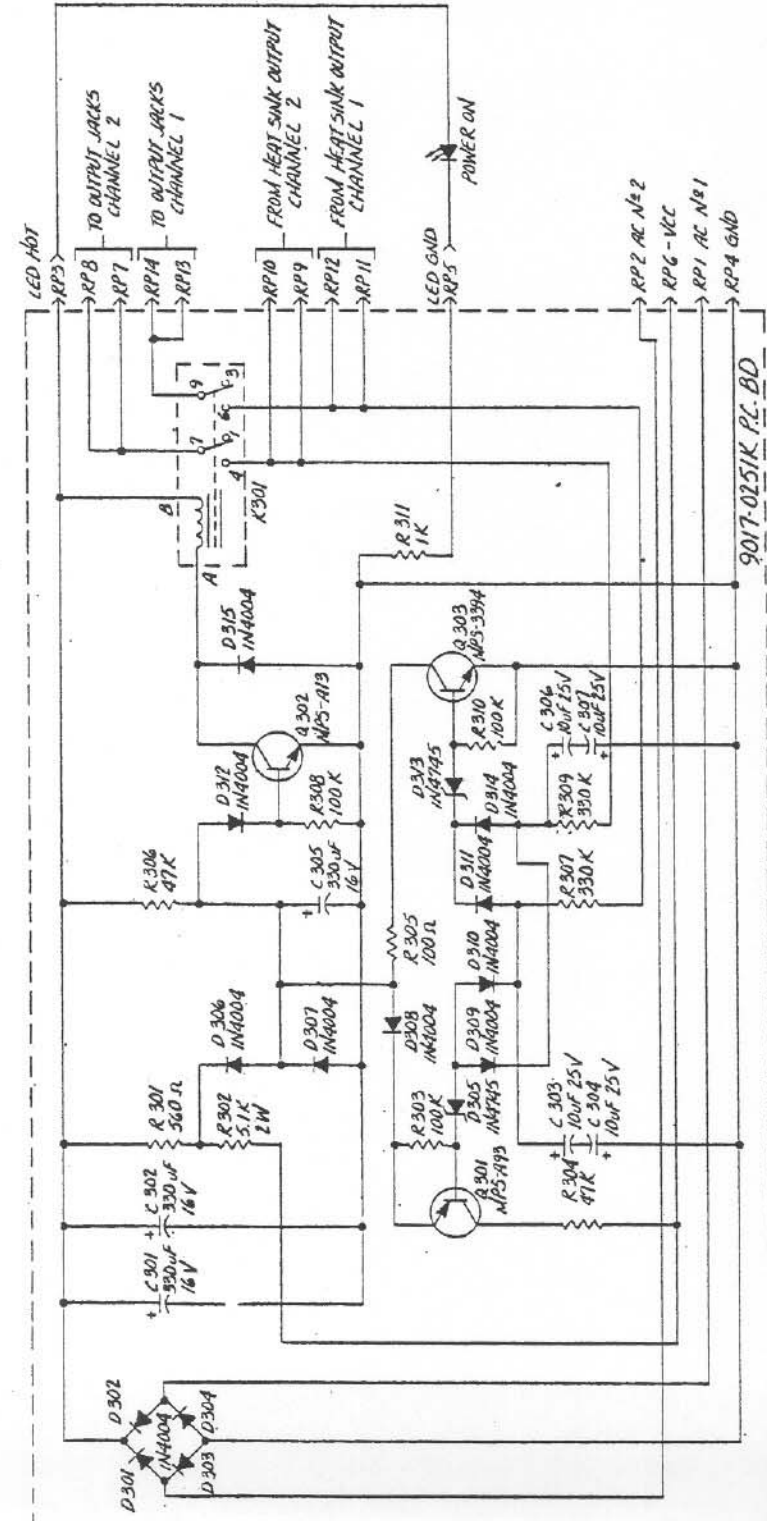 LED HOT
RP3
RP8
RP7
TO OUTPUT JACKS
CHANNEL 2
RP14
RP13
TO OUTPUT JACKS
CHANNEL 1
RP10
RP9
FROM HEAT SINK OUTPUT
CHANNEL 2
RP12
RP11
FROM HEAT SINK OUTPUT
CHANNEL 1
LED GND
RP5
POWER ON
RP2 AC Nº2
RP6 -VCC
RP1 AC Nº1
RP4 GND
9017-0251K P.C. BD
B
A
7
1
4
9
3
6
K301
R311
1K
D315
1N4004
Q302
MPS-A13
D312
1N4004
R308
100K
R306
47K
C305
330uF
16V
+
D306
1N4004
D307
1N4004
R301
560Ω
R302
5.1K
2W
C302
330uF
16V
+
C301
330uF
16V
+
D302
D301
1N4004
D304
D303
Q303
MPS-3394
R310
100K
D313
1N4745
D314
1N4004
C306
10uF 25V
C307
10uF 25V
+
+
R309
330K
D311
1N4004
R307
330K
R305
100Ω
D310
1N4004
D308
1N4004
D309
1N4004
R303
100K
D305
1N4745
C303
10uF 25V
C304
10uF 25V
+
+
Q301
MPS-A93
R304
47K